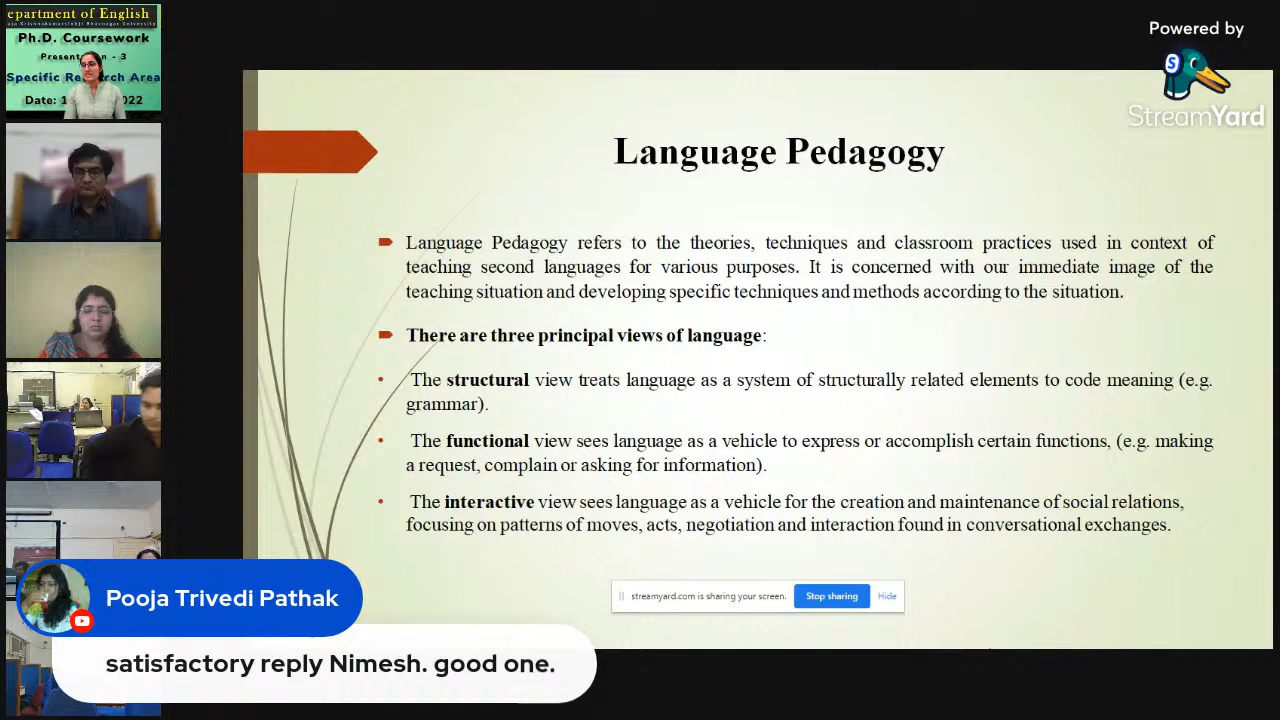 epartment of English
aja Krishnakumarsinhji Bhavnagar University
Ph.D. Coursework
Present n - 3
Specific Re rch Area
Date: 1 022
Powered by
S
StreamYard
Language Pedagogy
Language Pedagogy refers to the theories, techniques and classroom practices used in context of
teaching second languages for various purposes. It is concerned with our immediate image of the
teaching situation and developing specific techniques and methods according to the situation.
There are three principal views of language:
• The structural view treats language as a system of structurally related elements to code meaning (e.g.
grammar).
• The functional view sees language as a vehicle to express or accomplish certain functions, (e.g. making
a request, complain or asking for information).
• The interactive view sees language as a vehicle for the creation and maintenance of social relations,
focusing on patterns of moves, acts, negotiation and interaction found in conversational exchanges.
streamyard.com is sharing your screen. Stop sharing Hide
Pooja Trivedi Pathak
satisfactory reply Nimesh. good one.